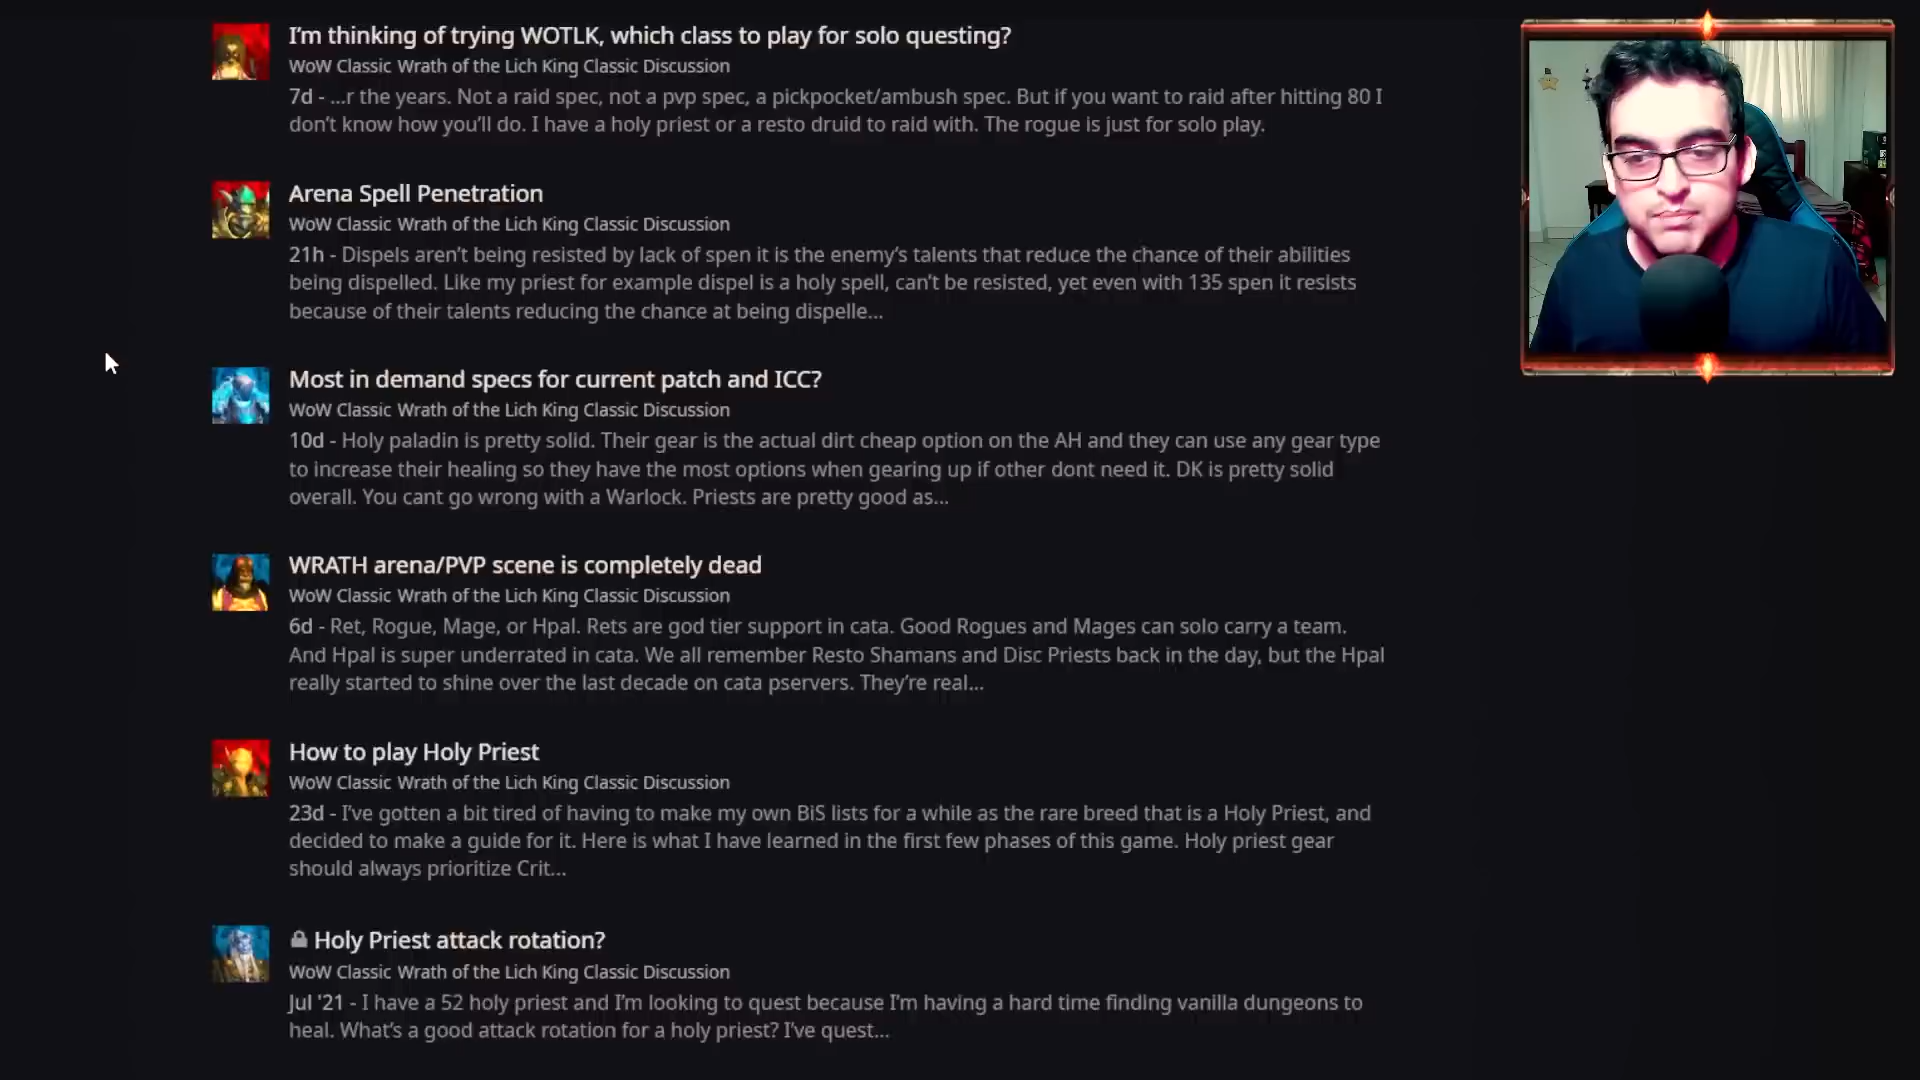 I'm thinking of trying WOTLK, which class to play for solo questing?
WoW Classic Wrath of the Lich King Classic Discussion
7d - ...r the years. Not a raid spec, not a pvp spec, a pickpocket/ambush spec. But if you want to raid after hitting 80 I
don't know how you'll do. I have a holy priest or a resto druid to raid with. The rogue is just for solo play.
Arena Spell Penetration
WoW Classic Wrath of the Lich King Classic Discussion
21h - Dispels aren't being resisted by lack of spen it is the enemy's talents that reduce the chance of their abilities
being dispelled. Like my priest for example dispel is a holy spell, can't be resisted, yet even with 135 spen it resists
because of their talents reducing the chance at being dispelle...
Most in demand specs for current patch and ICC?
WoW Classic Wrath of the Lich King Classic Discussion
10d - Holy paladin is pretty solid. Their gear is the actual dirt cheap option on the AH and they can use any gear type
to increase their healing so they have the most options when gearing up if other dont need it. DK is pretty solid
overall. You cant go wrong with a Warlock. Priests are pretty good as...
WRATH arena/PVP scene is completely dead
WoW Classic Wrath of the Lich King Classic Discussion
6d - Ret, Rogue, Mage, or Hpal. Rets are god tier support in cata. Good Rogues and Mages can solo carry a team.
And Hpal is super underrated in cata. We all remember Resto Shamans and Disc Priests back in the day, but the Hpal
really started to shine over the last decade on cata pservers. They're real...
How to play Holy Priest
WoW Classic Wrath of the Lich King Classic Discussion
23d - I've gotten a bit tired of having to make my own BiS lists for a while as the rare breed that is a Holy Priest, and
decided to make a guide for it. Here is what I have learned in the first few phases of this game. Holy priest gear
should always prioritize Crit...
Holy Priest attack rotation?
WoW Classic Wrath of the Lich King Classic Discussion
Jul '21 - I have a 52 holy priest and I'm looking to quest because I'm having a hard time finding vanilla dungeons to
heal. What's a good attack rotation for a holy priest? I've quest...